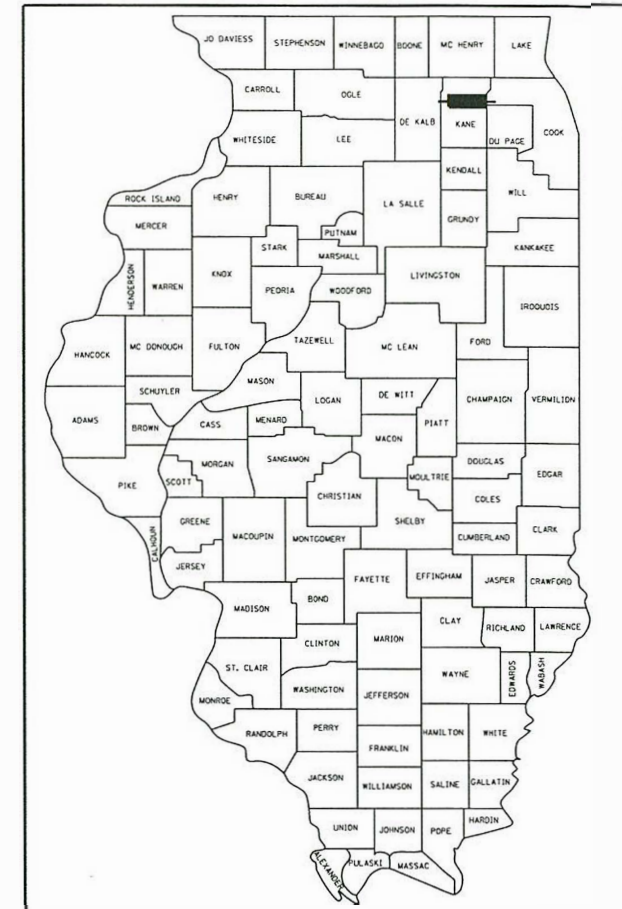 JO DAVIESS
STEPHENSON
WINNEBAGO
BOONE
MC HENRY
LAKE
CARROLL
OGLE
DE KALB
KANE
COOK
DU PAGE
WHITESIDE
LEE
KENDALL
WILL
ROCK ISLAND
HENRY
BUREAU
LA SALLE
GRUNDY
MERCER
PUTNAM
STARK
MARSHALL
KANKAKEE
HENDERSON
WARREN
KNOX
PEORIA
WOODFORD
LIVINGSTON
IROQUOIS
HANCOCK
MC DONOUGH
FULTON
TAZEWELL
MC LEAN
FORD
MASON
SCHUYLER
LOGAN
DE WITT
CHAMPAIGN
VERMILION
ADAMS
BROWN
CASS
MENARD
PIATT
MACON
MORGAN
SANGAMON
DOUGLAS
EDGAR
PIKE
SCOTT
MOULTRIE
COLES
CHRISTIAN
GREENE
MACOUPIN
MONTGOMERY
SHELBY
CUMBERLAND
CLARK
CALHOUN
JERSEY
FAYETTE
EFFINGHAM
JASPER
CRAWFORD
MADISON
BOND
CLAY
RICHLAND
LAWRENCE
CLINTON
MARION
ST. CLAIR
WAYNE
EDWARDS
WABASH
WASHINGTON
JEFFERSON
MONROE
RANDOLPH
PERRY
HAMILTON
WHITE
FRANKLIN
JACKSON
WILLIAMSON
SALINE
GALLATIN
UNION
JOHNSON
POPE
HARDIN
ALEXANDER
PULASKI
MASSAC